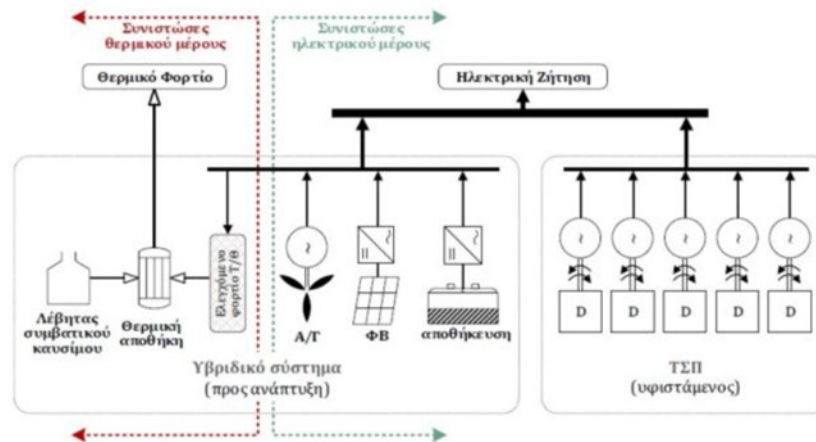 Συνιστώσες
θερμικού μέρους
Συνιστώσες
ηλεκτρικού μέρους
Θερμικό Φορτίο
Ηλεκτρική Ζήτηση
Ελεγχόμενο
φορτίο Τ/Θ
~
~
~
~
~
~
~
~
=
=
D
D
D
D
D
Λέβητας
συμβατικού
καυσίμου
Θερμική
αποθήκη
Α/Γ
ΦΒ
αποθήκευση
Υβριδικό σύστημα
(προς ανάπτυξη)
ΤΣΠ
(υφιστάμενος)